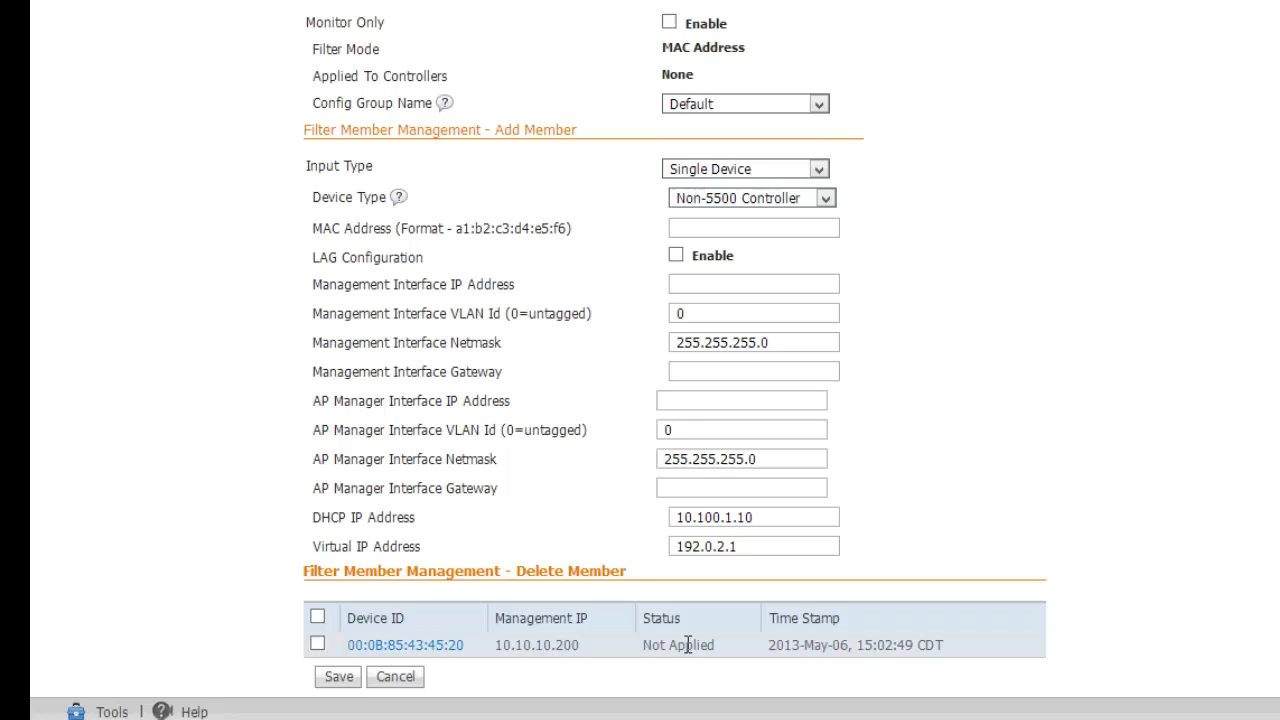 Monitor Only Enable
Filter Mode MAC Address
Applied To Controllers None
Config Group Name ? Default
Filter Member Management - Add Member
Input Type Single Device
Device Type ? Non-5500 Controller
MAC Address (Format - a1:b2:c3:d4:e5:f6)
LAG Configuration Enable
Management Interface IP Address
Management Interface VLAN Id (0=untagged) 0
Management Interface Netmask 255.255.255.0
Management Interface Gateway
AP Manager Interface IP Address
AP Manager Interface VLAN Id (0=untagged) 0
AP Manager Interface Netmask 255.255.255.0
AP Manager Interface Gateway
DHCP IP Address 10.100.1.10
Virtual IP Address 192.0.2.1
Filter Member Management - Delete Member
Device ID Management IP Status Time Stamp
00:0B:85:43:45:20 10.10.10.200 Not Applied 2013-May-06, 15:02:49 CDT
Save Cancel
Tools | ? Help